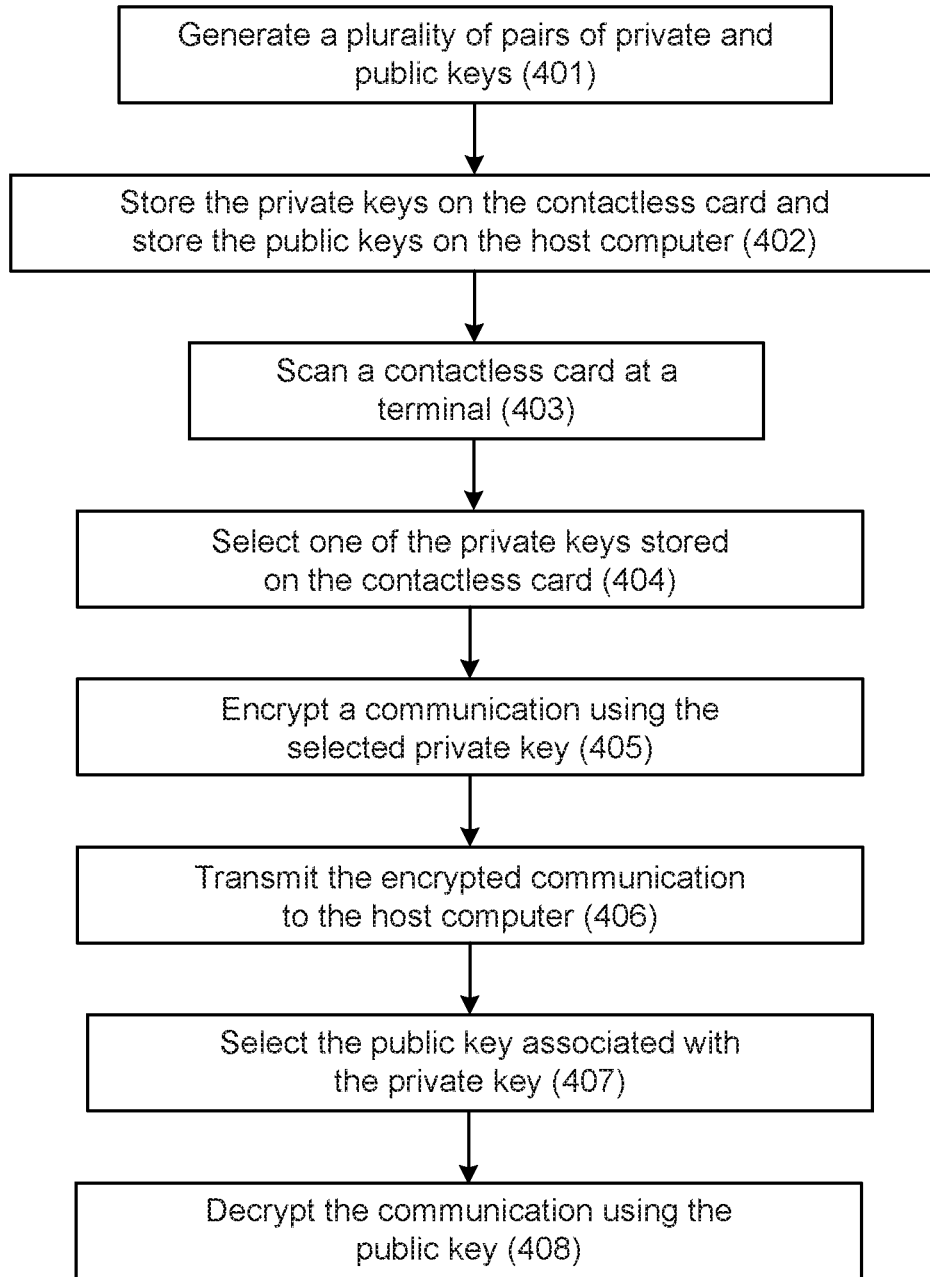 Generate a plurality of pairs of private and
public keys (401)
Store the private keys on the contactless card and
store the public keys on the host computer (402)
Scan a contactless card at a
terminal (403)
Select one of the private keys stored
on the contactless card (404)
Encrypt a communication using the
selected private key (405)
Transmit the encrypted communication
to the host computer (406)
Select the public key associated with
the private key (407)
Decrypt the communication using the
public key (408)